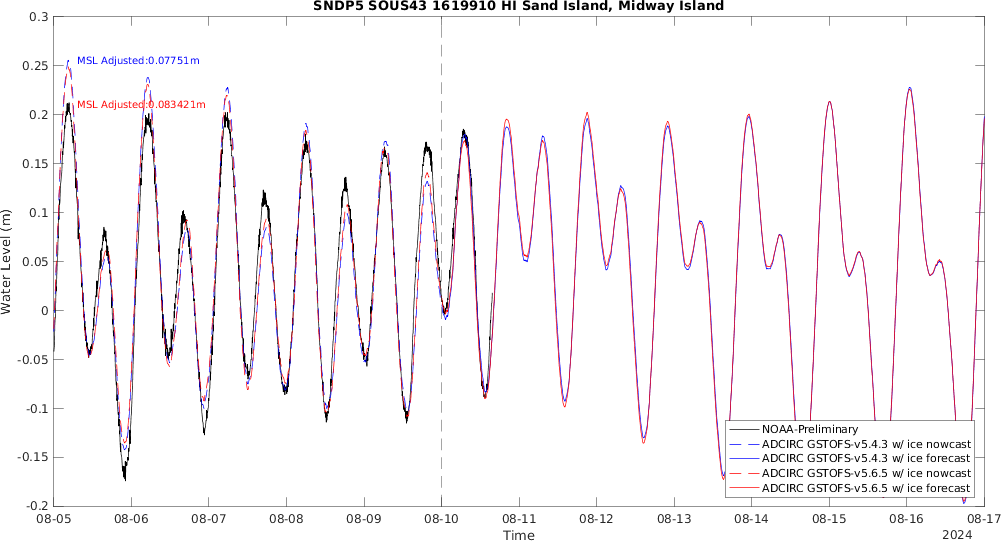 SNDP5 SOUS43 1619910 HI Sand Island, Midway Island
0.3
0.25
0.2
0.15
0.1
0.05
0
-0.05
-0.1
-0.15
-0.2
Water Level (m)
MSL Adjusted:0.07751m
MSL Adjusted:0.083421m
NOAA-Preliminary
ADCIRC GSTOFS-v5.4.3 w/ ice nowcast
ADCIRC GSTOFS-v5.4.3 w/ ice forecast
ADCIRC GSTOFS-v5.6.5 w/ ice nowcast
ADCIRC GSTOFS-v5.6.5 w/ ice forecast
08-05 08-06 08-07 08-08 08-09 08-10 08-11 08-12 08-13 08-14 08-15 08-16 08-17
Time
2024